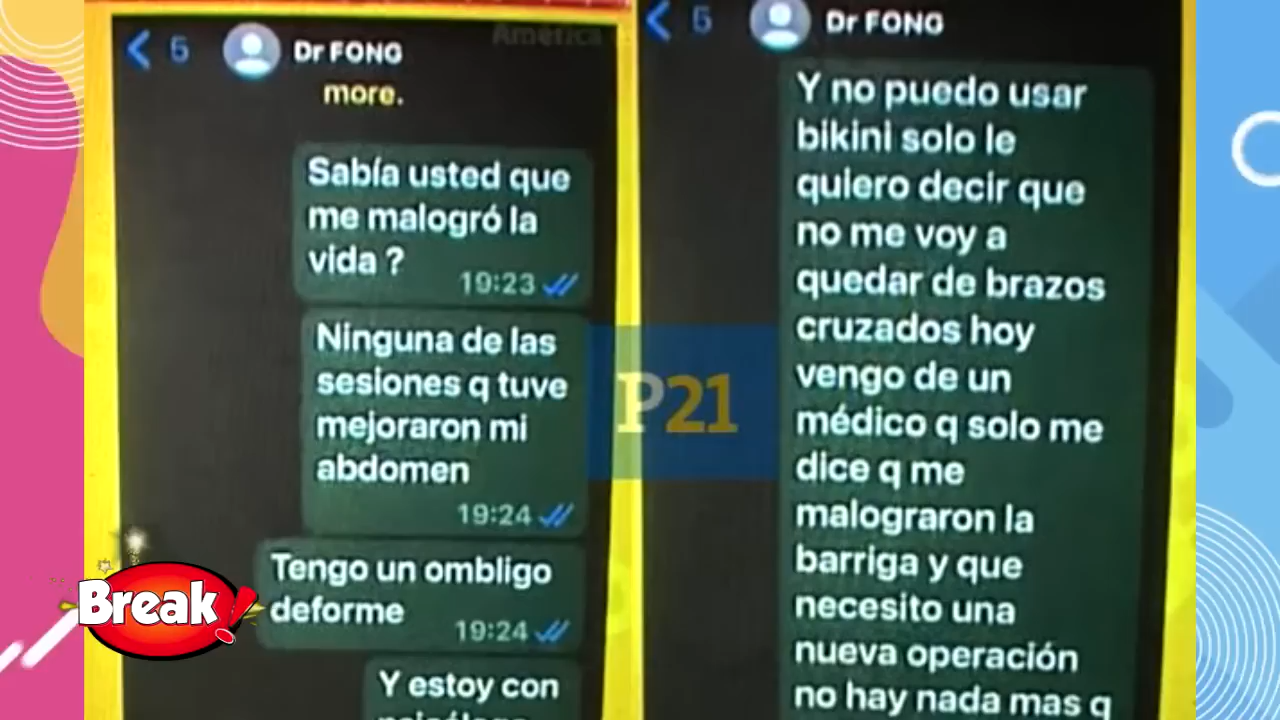 América
5
Dr FONG
more.
Sabía usted que
me malogró la
vida ?
19:23
Ninguna de las
sesiones q tuve
mejoraron mi
abdomen
19:24
Tengo un ombligo
deforme
19:24
Y estoy con
psicóloga
5
Dr FONG
Y no puedo usar
bikini solo le
quiero decir que
no me voy a
quedar de brazos
cruzados hoy
vengo de un
médico q solo me
dice q me
malograron la
barriga y que
necesito una
nueva operación
no hay nada mas q
P21
Break!